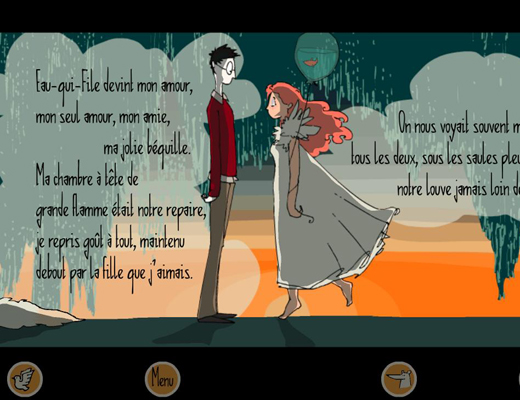 Eau-qui-File devint mon amour,
mon seul amour, mon amie,
ma jolie béquille.
Ma chambre à tête de
grande flamme était notre repaire,
je repris goût à tout, maintenu
debout par la fille que j'aimais.
On nous voyait souvent
tous les deux, sous les saules
notre louve jamais loin
Menu